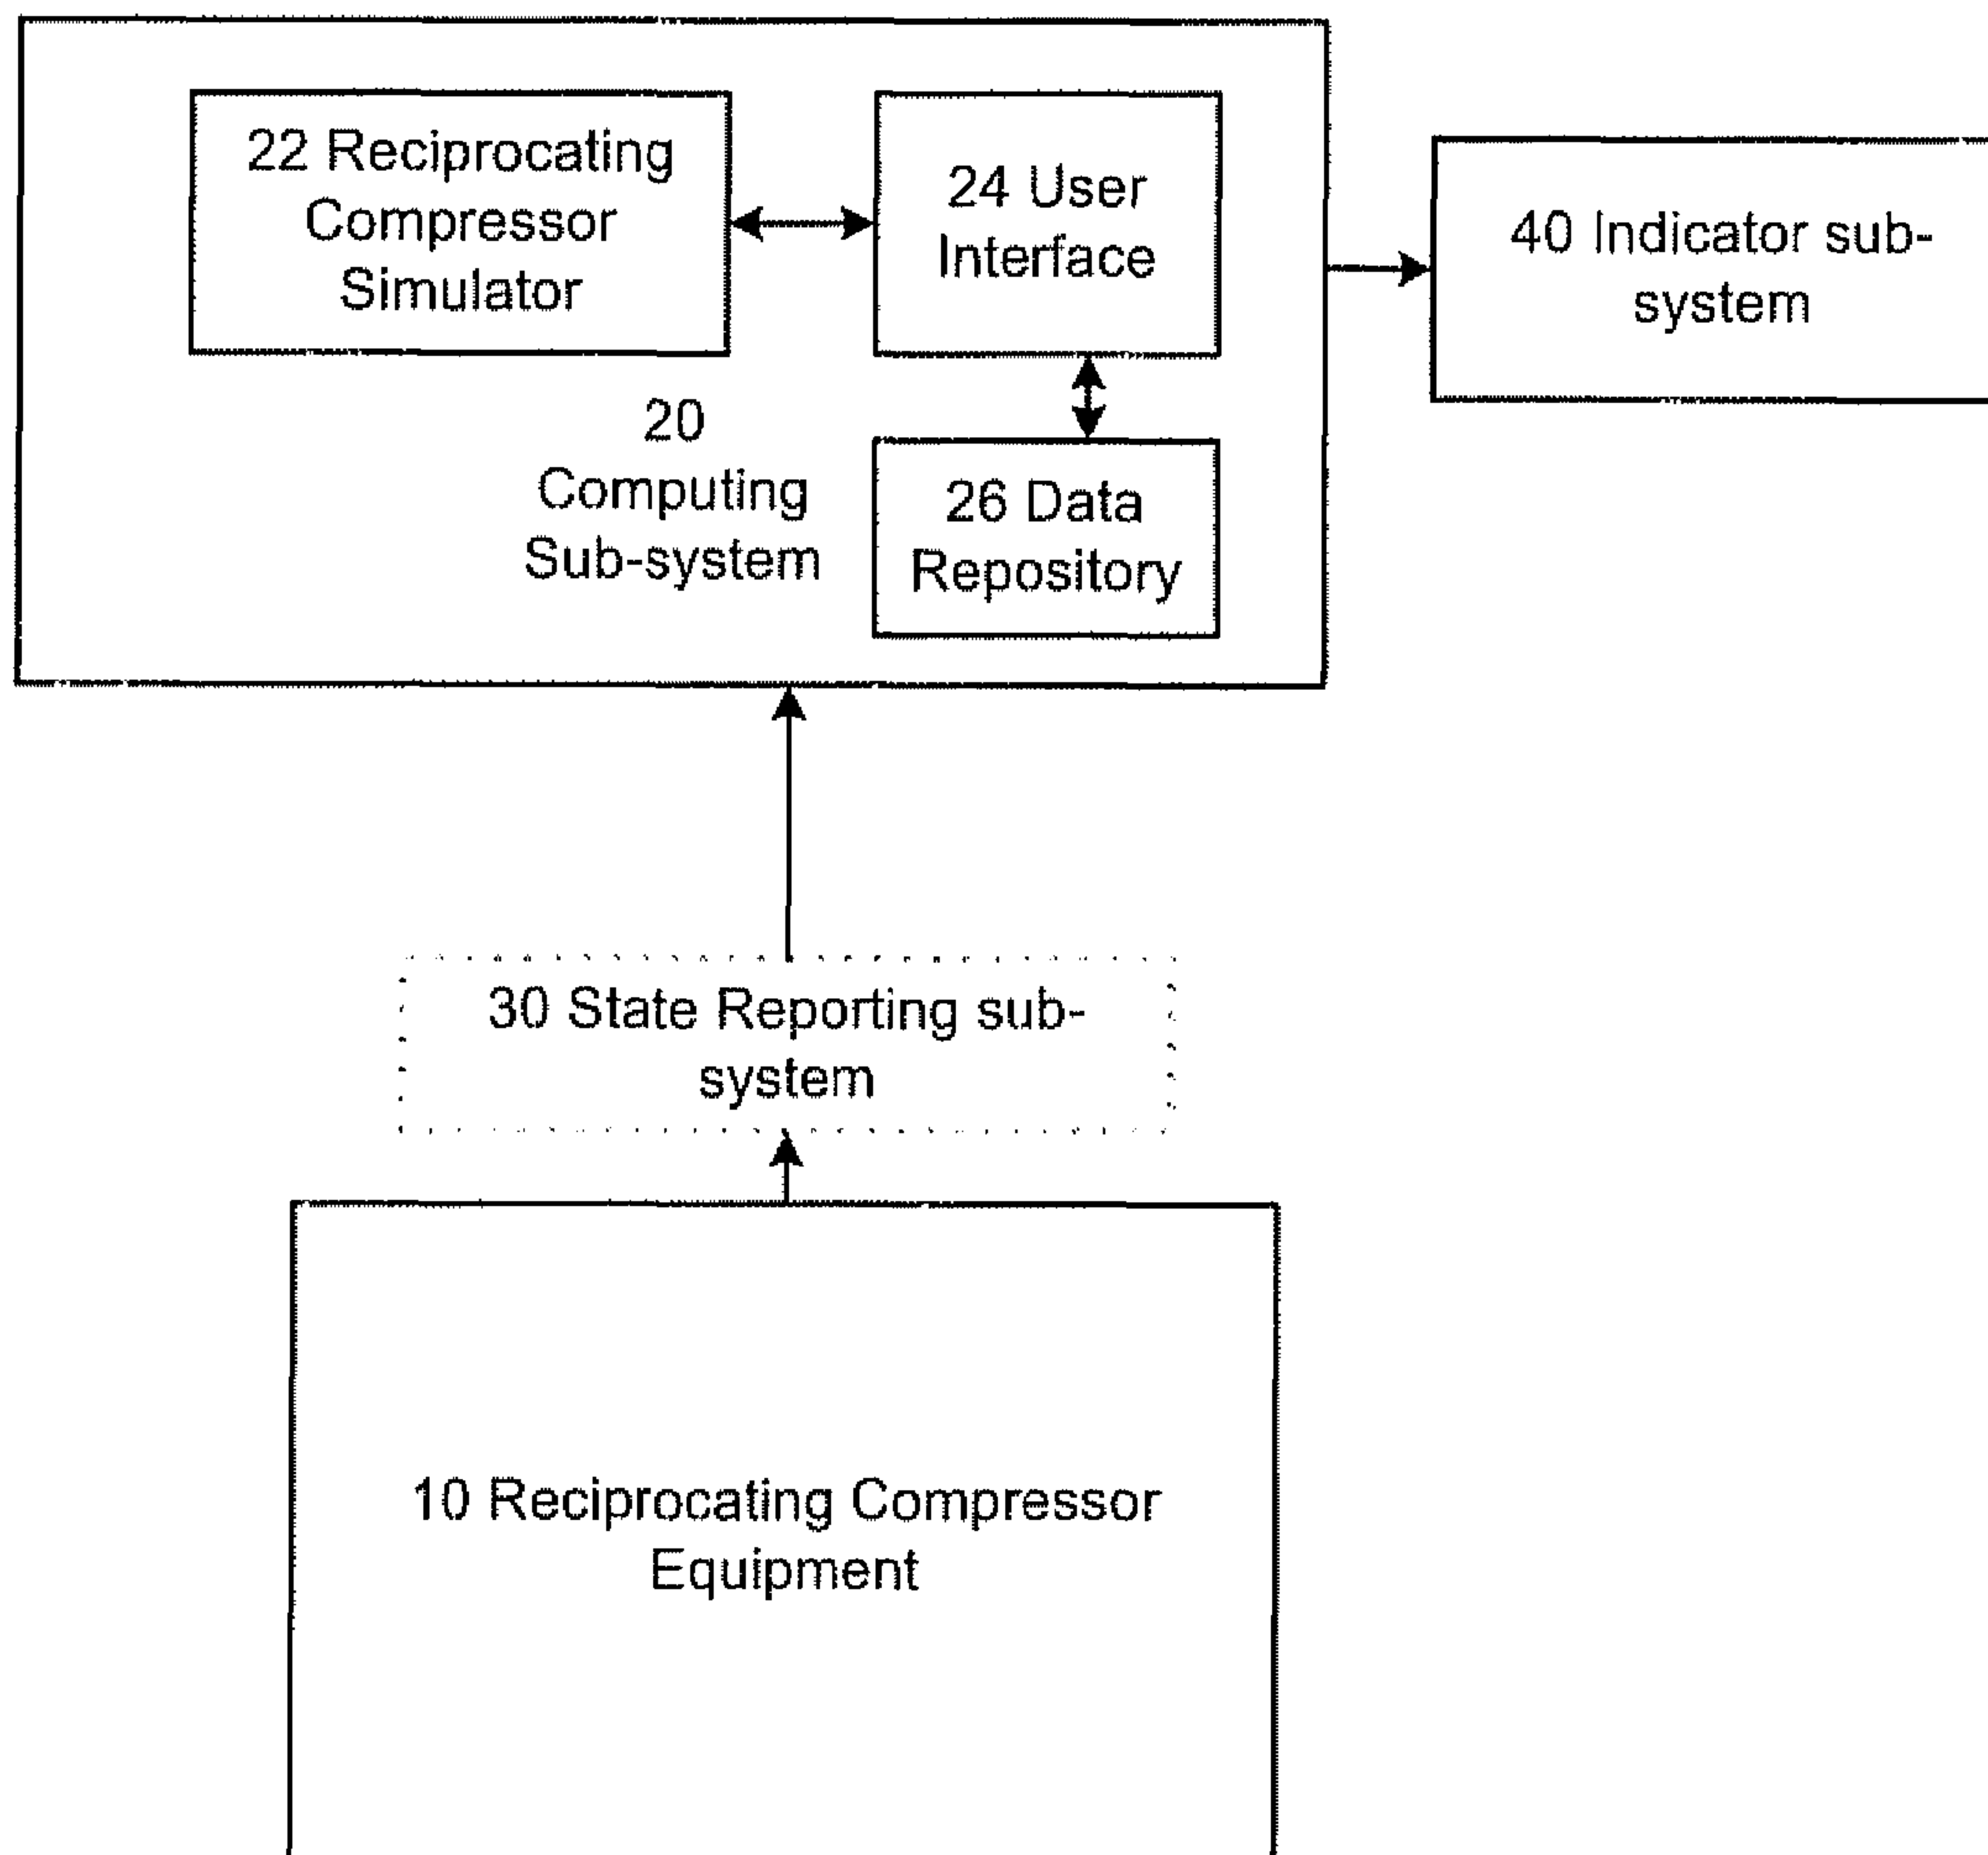 22 Reciprocating
Compressor
Simulator
24 User
Interface
40 Indicator sub-
system
20
Computing
Sub-system
26 Data
Repository
30 State Reporting sub-
system
10 Reciprocating Compressor
Equipment